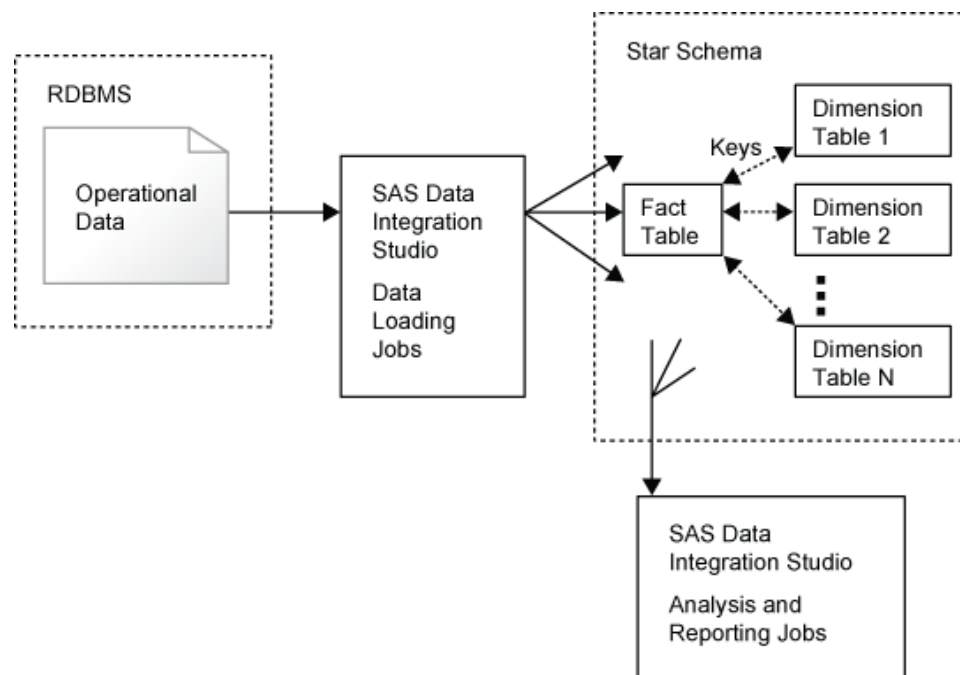 RDBMS
Operational
Data
SAS Data
Integration
Studio
Data
Loading
Jobs
Star Schema
Keys
Fact
Table
Dimension
Table 1
Dimension
Table 2
Dimension
Table N
SAS Data
Integration Studio
Analysis and
Reporting Jobs